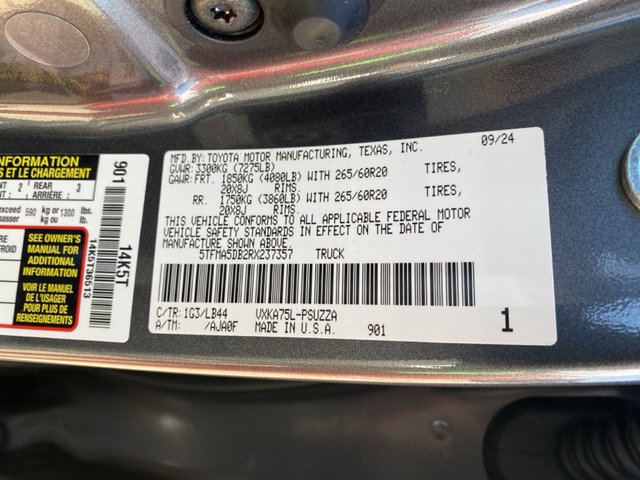 INFORMATION
S ET LE CHARGEMENT
NT 2 REAR 3
ARRIÈRE :
exceed 590 kg or 1300 lbs.
passer kg ou lb.
SEE OWNER'S
MANUAL FOR
ADDITIONAL
INFORMATION
VOIR LE MANUEL
DE L'USAGER
POUR PLUS DE
RENSEIGNEMENTS
901
14K5T36513
14K5T
MFD.BY: TOYOTA MOTOR MANUFACTURING, TEXAS, INC. 09/24
GVWR: 3300KG (7275LB)
GAWR: FRT. 1850KG (4080LB) WITH 265/60R20 TIRES,
20X8J RIMS.
RR. 1750KG (3860LB) WITH 265/60R20 TIRES,
20X8J RIMS.
THIS VEHICLE CONFORMS TO ALL APPLICABLE FEDERAL MOTOR
VEHICLE SAFETY STANDARDS IN EFFECT ON THE DATE OF
MANUFACTURE SHOWN ABOVE.
5TFMA5DB2RX237357 TRUCK
C/TR: 1G3/LB44 VXKA75L-PSUZZA
A/TM: /AJA0F MADE IN U.S.A. 901 1